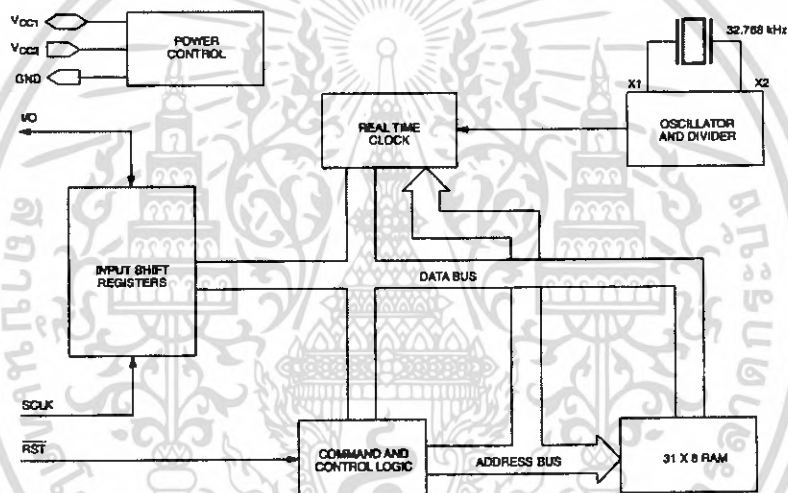 VCC1
VCC2
GND
POWER
CONTROL
32.768 kHz
X1
X2
OSCILLATOR
AND DIVIDER
REAL TIME
CLOCK
I/O
INPUT SHIFT
REGISTERS
DATA BUS
SCLK
RST
COMMAND AND
CONTROL LOGIC
ADDRESS BUS
31 X 8 RAM